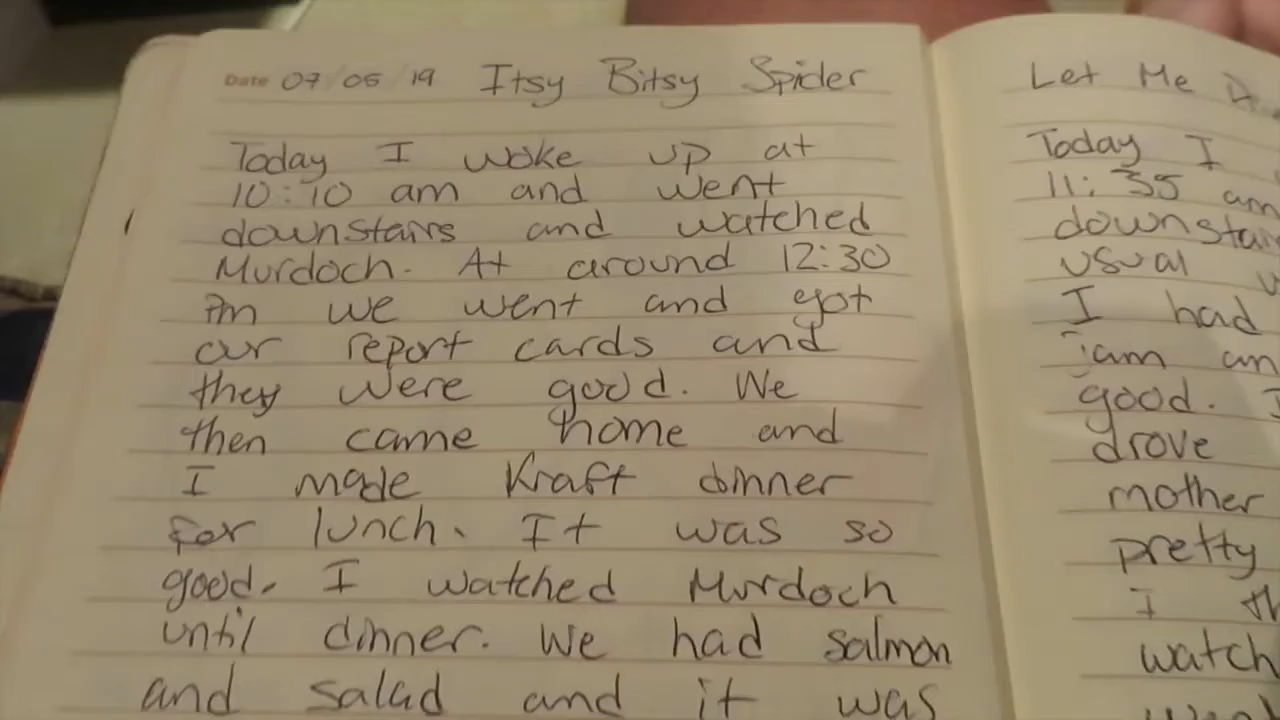 Date 07/05/19 Itsy Bitsy Spider
Today I woke up at
10:10 am and went
downstairs and watched
Murdoch. At around 12:30
pm we went and got
our report cards and
they were good. We
then came home and
I made Kraft dinner
for lunch. It was so
good. I watched Murdoch
until dinner. We had salmon
and salad and it was
Let Me
Today I
11:35 am
downstai
usual
I had
jam an
good. I
drove
mother
pretty
I th
watch